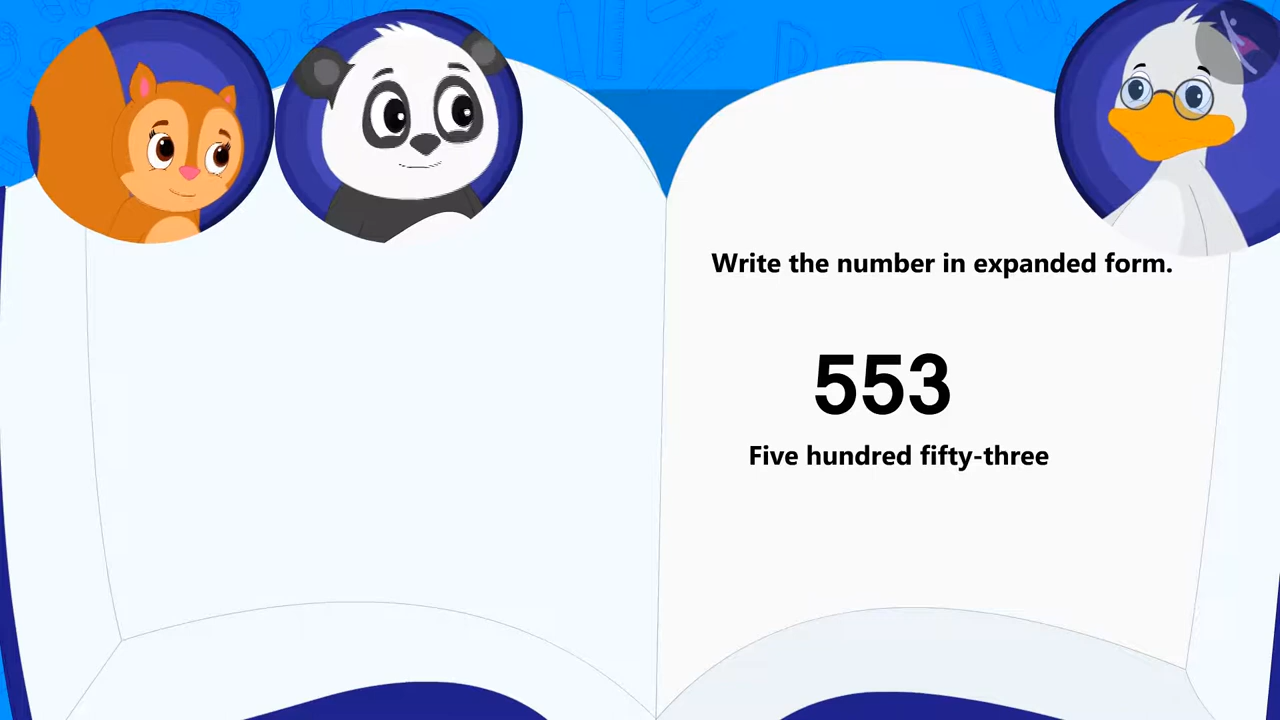 Write the number in expanded form.
553
Five hundred fifty-three